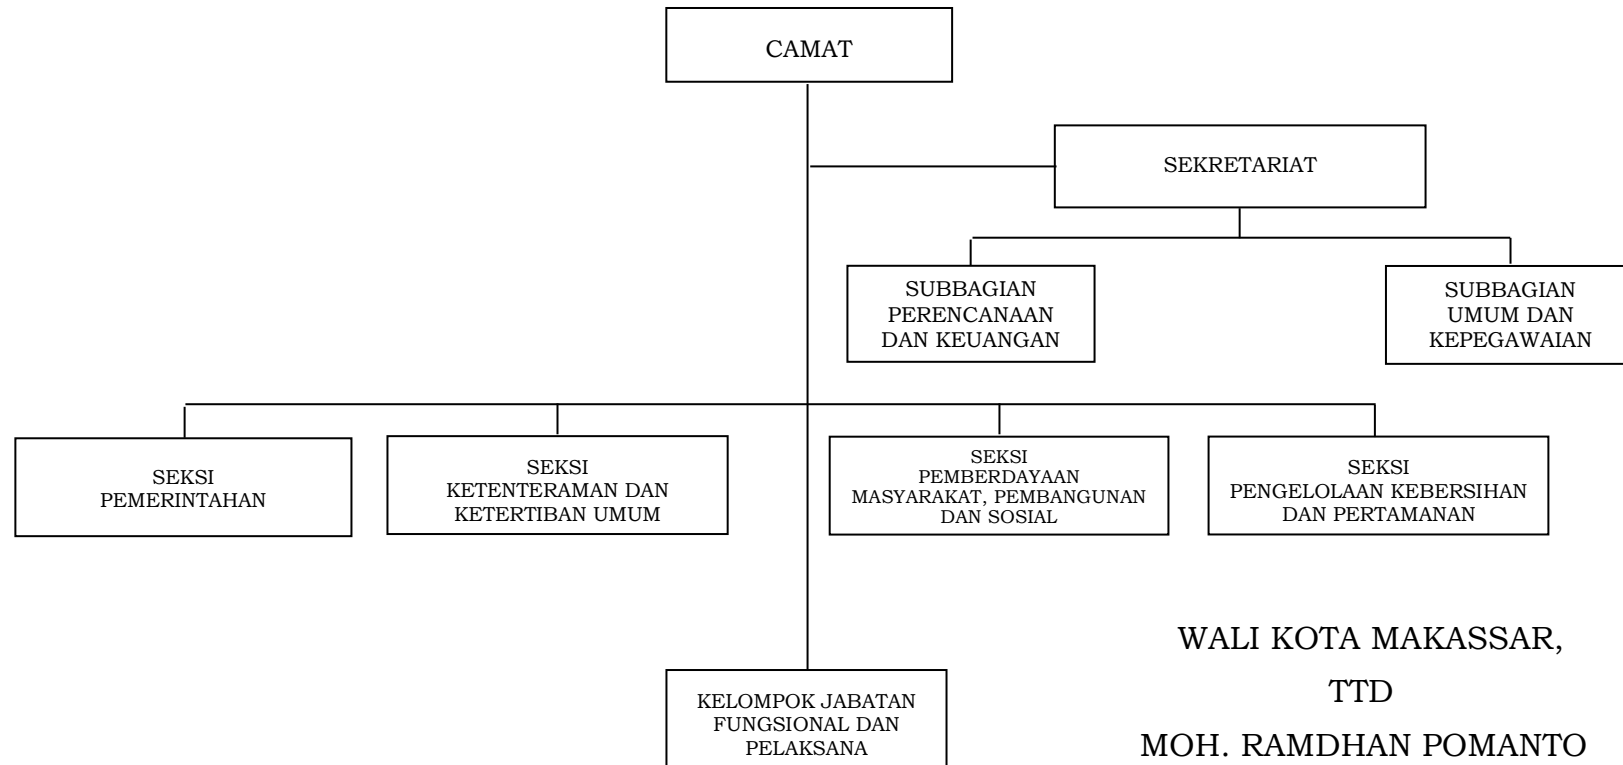 CAMAT
SEKRETARIAT
SUBBAGIAN
PERENCANAAN
DAN KEUANGAN
SUBBAGIAN
UMUM DAN
KEPEGAWAIAN
SEKSI
PEMERINTAHAN
SEKSI
KETENTERAMAN DAN
KETERTIBAN UMUM
SEKSI
PEMBERDAYAAN
MASYARAKAT, PEMBANGUNAN
DAN SOSIAL
SEKSI
PENGELOLAAN KEBERSIHAN
DAN PERTAMANAN
KELOMPOK JABATAN
FUNGSIONAL DAN
PELAKSANA
WALI KOTA MAKASSAR,
TTD
MOH. RAMDHAN POMANTO